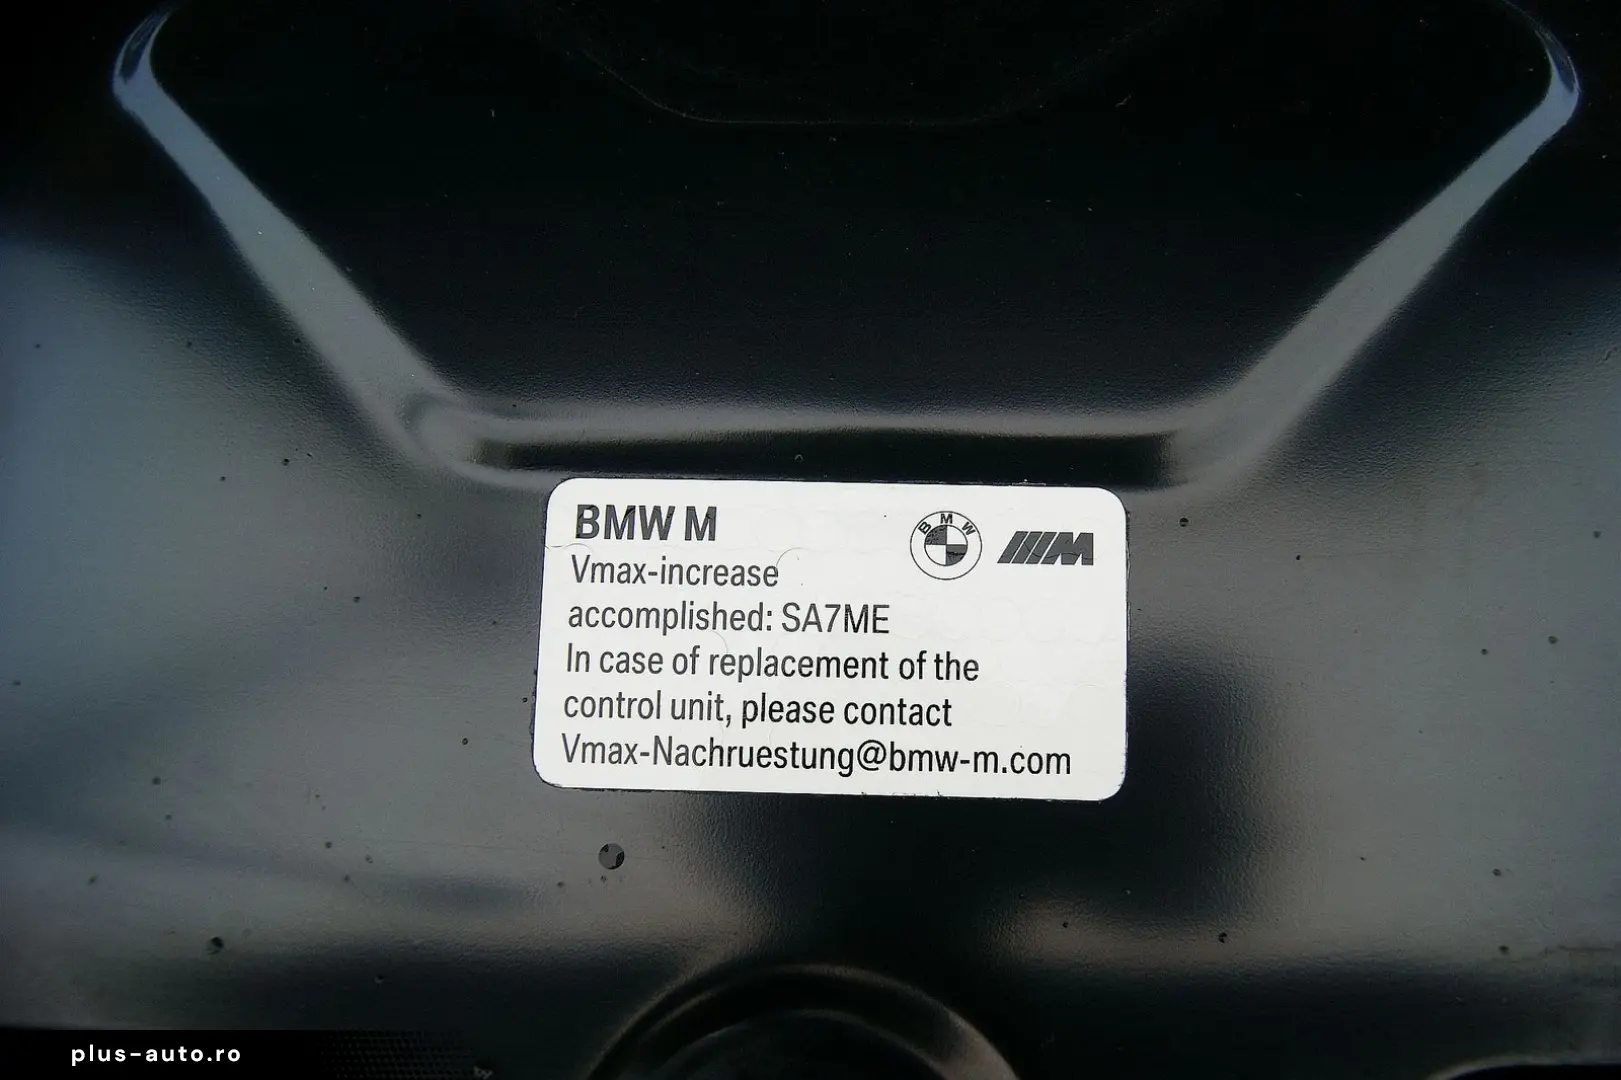 BMW M
Vmax-increase
accomplished: SA7ME
In case of replacement of the
control unit, please contact
Vmax-Nachruestung@bmw-m.com
BMW
M
plus-auto.ro